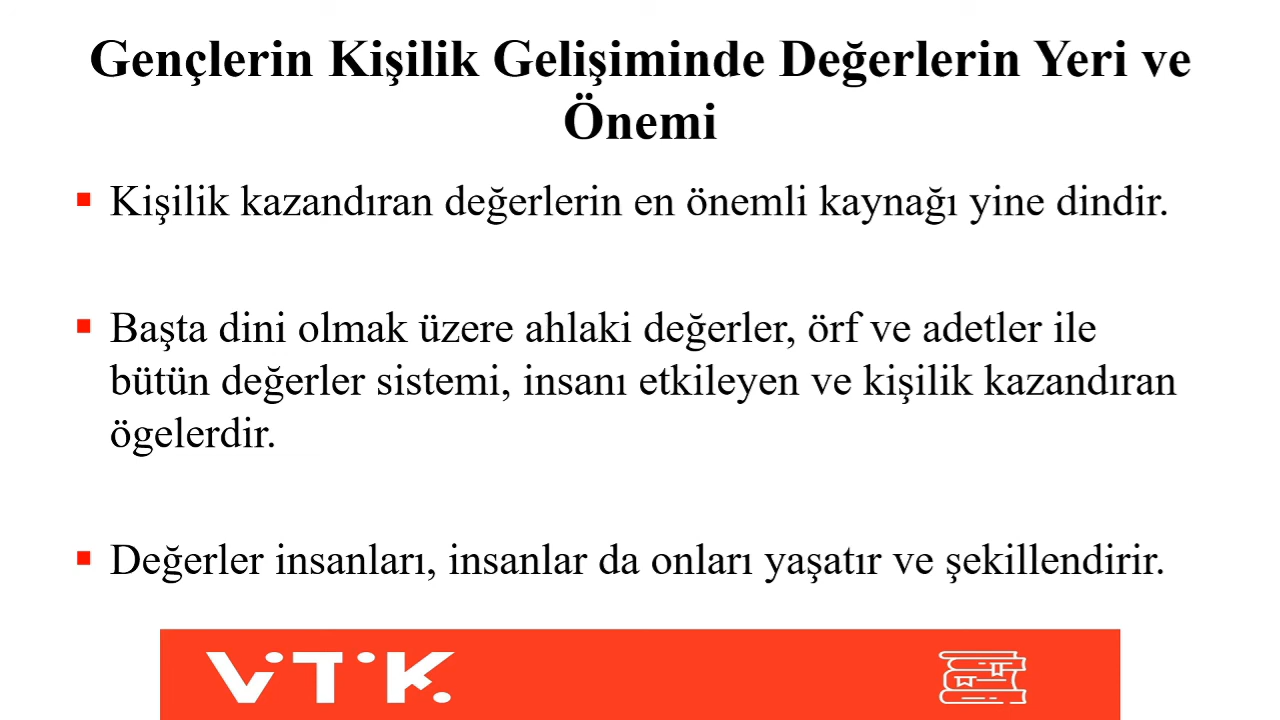 Gençlerin Kişilik Gelişiminde Değerlerin Yeri ve
Önemi
Kişilik kazandıran değerlerin en önemli kaynağı yine dindir.
Başta dini olmak üzere ahlaki değerler, örf ve adetler ile
bütün değerler sistemi, insanı etkileyen ve kişilik kazandıran
ögelerdir.
Değerler insanları, insanlar da onları yaşatır ve şekillendirir.
ViTiK.